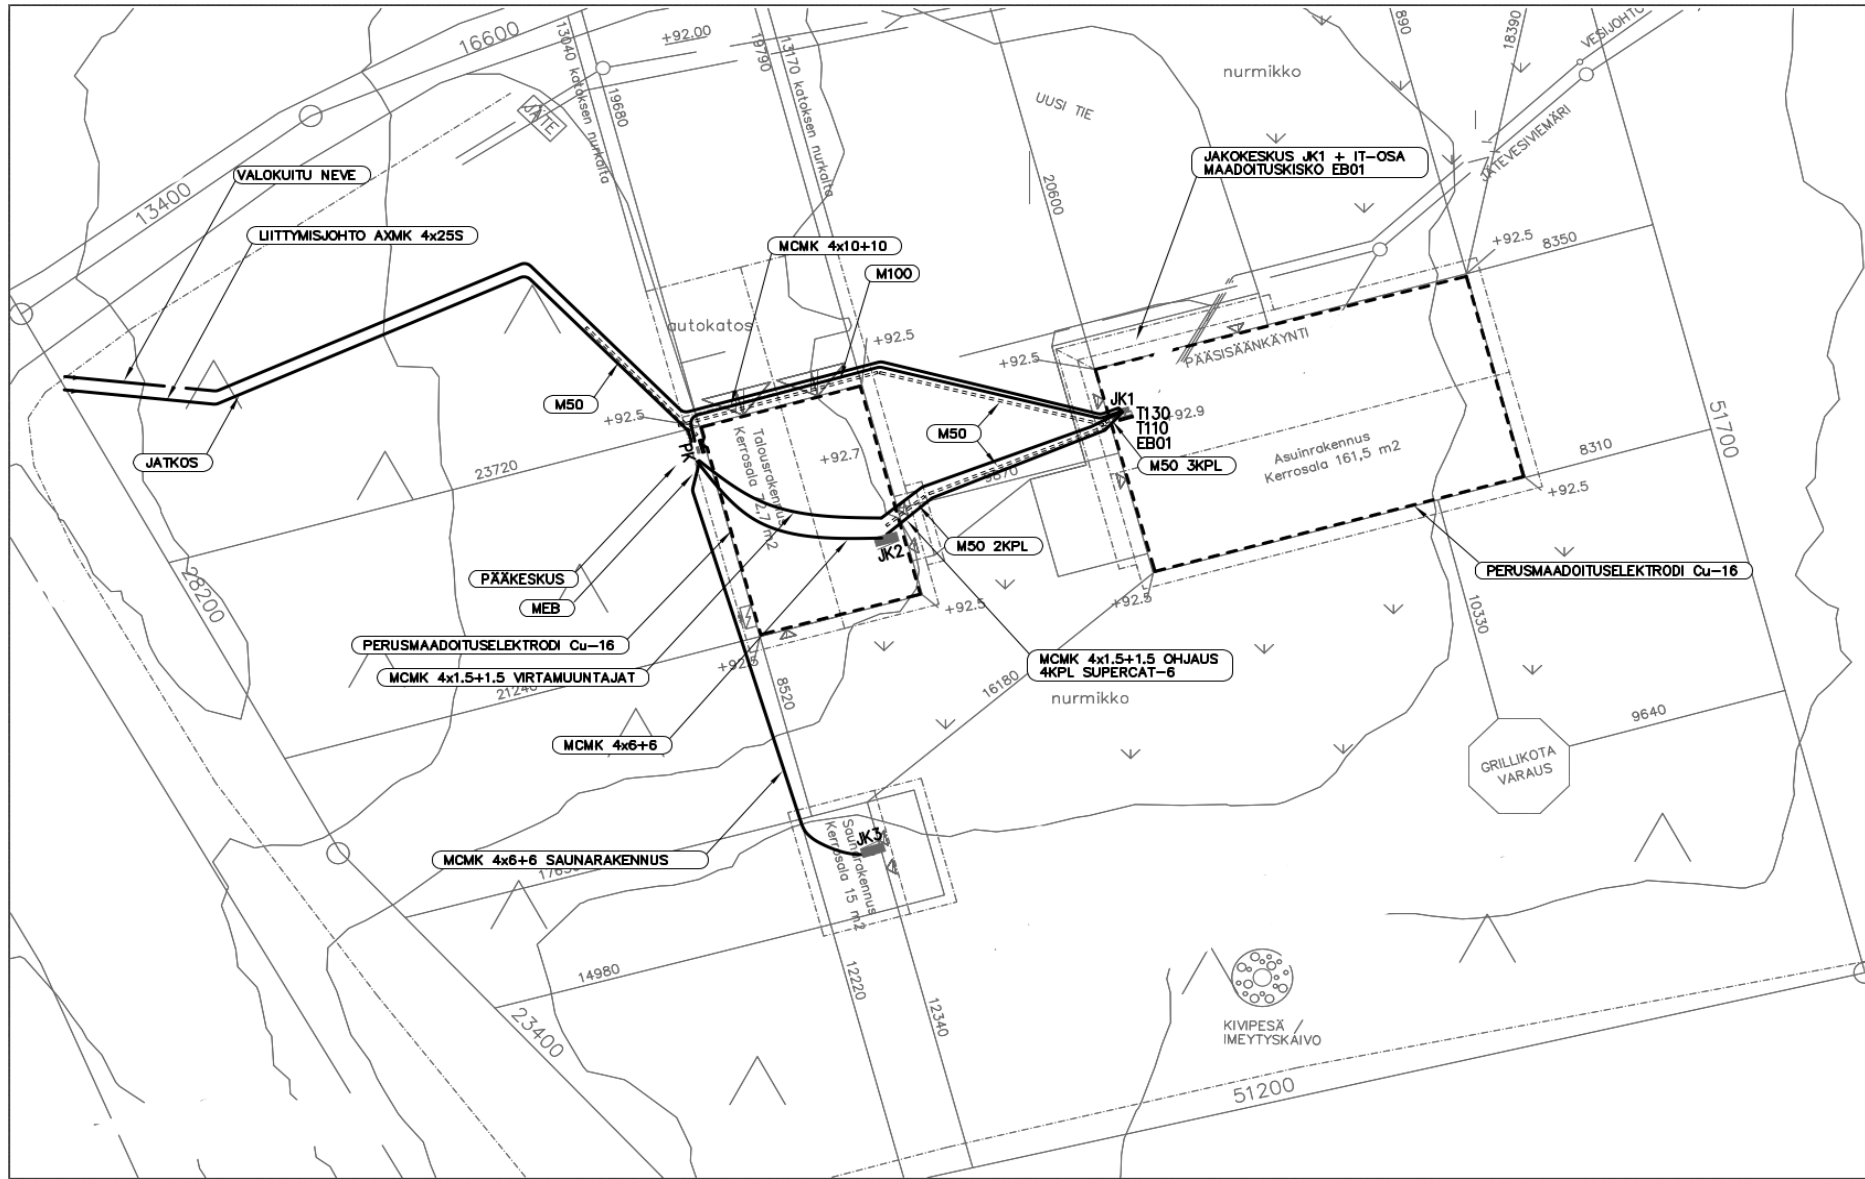 16600
+92.00
13040 katoksen nurkalta
19680
19790
13170 katoksen nurkalta
JÄTE
nurmikko
UUSI TIE
890
18390
VESIJOHTO
JÄTEVESIVIEMÄRI
JAKOKESKUS JK1 + IT-OSA
MAADOITUSKISKO EB01
VALOKUITU NEVE
13400
LIITTYMISJOHTO AXMK 4x25S
MCMK 4x10+10
M100
20600
+92.5
8350
autokatos
+92.5
+92.5
PÄÄSISÄÄNKÄYNTI
M50
+92.5
JATKOS
PK
23720
Talousrakennus
Kerrosala
m2
+92.7
M50
JK1
T130
T110
EB01
+92.9
M50 3KPL
Asuinrakennus
Kerrosala 161,5 m2
51700
8310
+92.5
JK2
M50 2KPL
PÄÄKESKUS
MEB
28200
PERUSMAADOITUSELEKTRODI Cu-16
+92.5
+92.5
10330
PERUSMAADOITUSELEKTRODI Cu-16
MCMK 4x1.5+1.5 VIRTAMUUNTAJAT
8520
MCMK 4x1.5+1.5 OHJAUS
4KPL SUPERCAT-6
16180
nurmikko
9640
MCMK 4x6+6
GRILLIKOTA
VARAUS
MCMK 4x6+6 SAUNARAKENNUS
JK3
Saunarakennus
Kerrosala 15 m2
14980
12220
12340
23400
KIVIPESÄ /
IMEYTYSKAIVO
51200